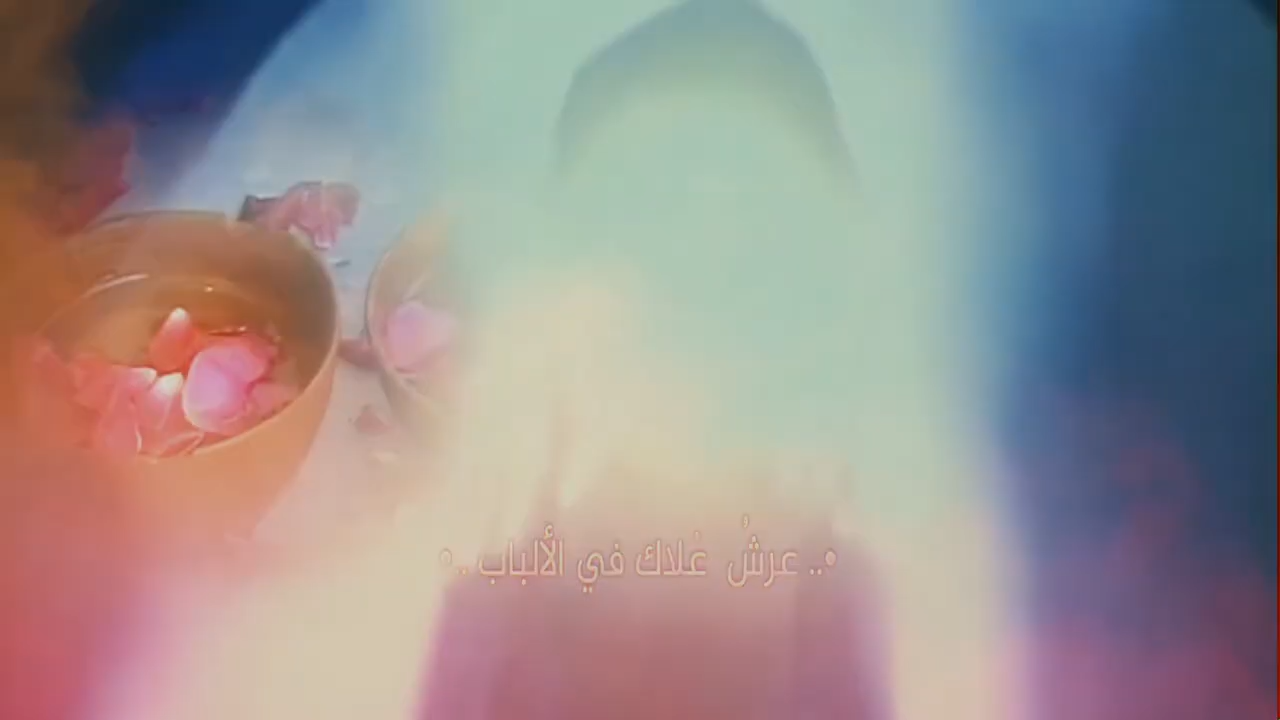 •.. عرشُ عَلاك في الألباب ..•